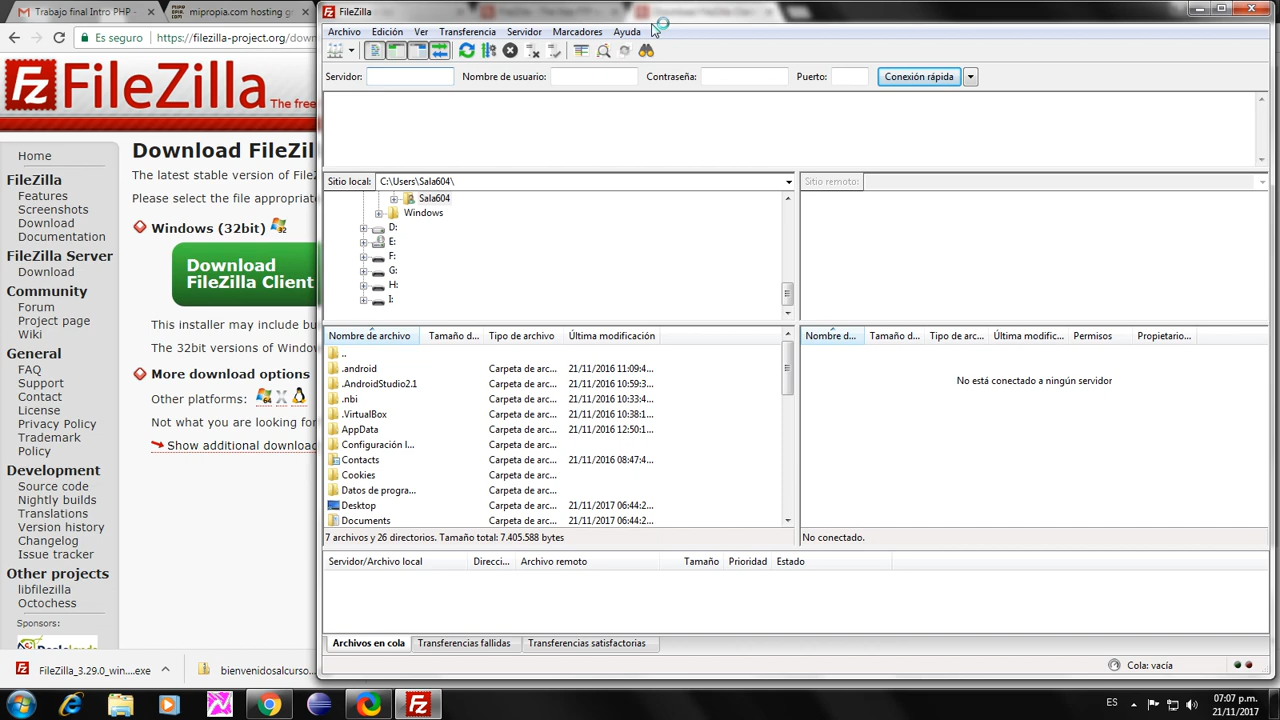 Trabajo final Intro PHP -
mipropia.com hosting gr
Es seguro
https://filezilla-project.org/down
FileZilla The free
Home
FileZilla
Features
Screenshots
Download
Documentation
FileZilla Server
Download
Community
Forum
Project page
Wiki
General
FAQ
Support
Contact
License
Privacy Policy
Trademark
Policy
Development
Source code
Nightly builds
Translations
Version history
Changelog
Issue tracker
Other projects
libfilezilla
Octochess
Sponsors:
Download FileZil
The latest stable version of File
Please select the file appropriat
Windows (32bit)
Download
FileZilla Client
This installer may include bu
The 32bit versions of Window
More download options
Other platforms:
Not what you are looking for
Show additional download
FileZilla
Archivo Edición Ver Transferencia Servidor Marcadores Ayuda
Servidor: Nombre de usuario: Contraseña: Puerto: Conexión rápida
Sitio local: C:\Users\Sala604\
Sala604
Windows
D:
E:
F:
G:
H:
I:
Nombre de archivo Tamaño d... Tipo de archivo Última modificación
..
.android Carpeta de arc... 21/11/2016 11:09:4...
.AndroidStudio2.1 Carpeta de arc... 21/11/2016 10:59:3...
.nbi Carpeta de arc... 21/11/2016 10:33:4...
.VirtualBox Carpeta de arc... 21/11/2016 10:38:1...
AppData Carpeta de arc... 21/11/2016 12:50:1...
Configuración l... Carpeta de arc...
Contacts Carpeta de arc... 21/11/2016 08:47:4...
Cookies Carpeta de arc...
Datos de progra... Carpeta de arc...
Desktop Carpeta de arc... 21/11/2017 06:44:2...
Documents Carpeta de arc... 21/11/2017 06:44:2...
7 archivos y 26 directorios. Tamaño total: 7.405.588 bytes
Sitio remoto:
Nombre d... Tamaño d... Tipo de arc... Última modific... Permisos Propietario...
No está conectado a ningún servidor
No conectado.
Servidor/Archivo local Direcci... Archivo remoto Tamaño Prioridad Estado
Archivos en cola Transferencias fallidas Transferencias satisfactorias
Cola: vacía
FileZilla_3.29.0_win....exe
bienvenidosalcurso...
ES
07:07 p.m.
21/11/2017